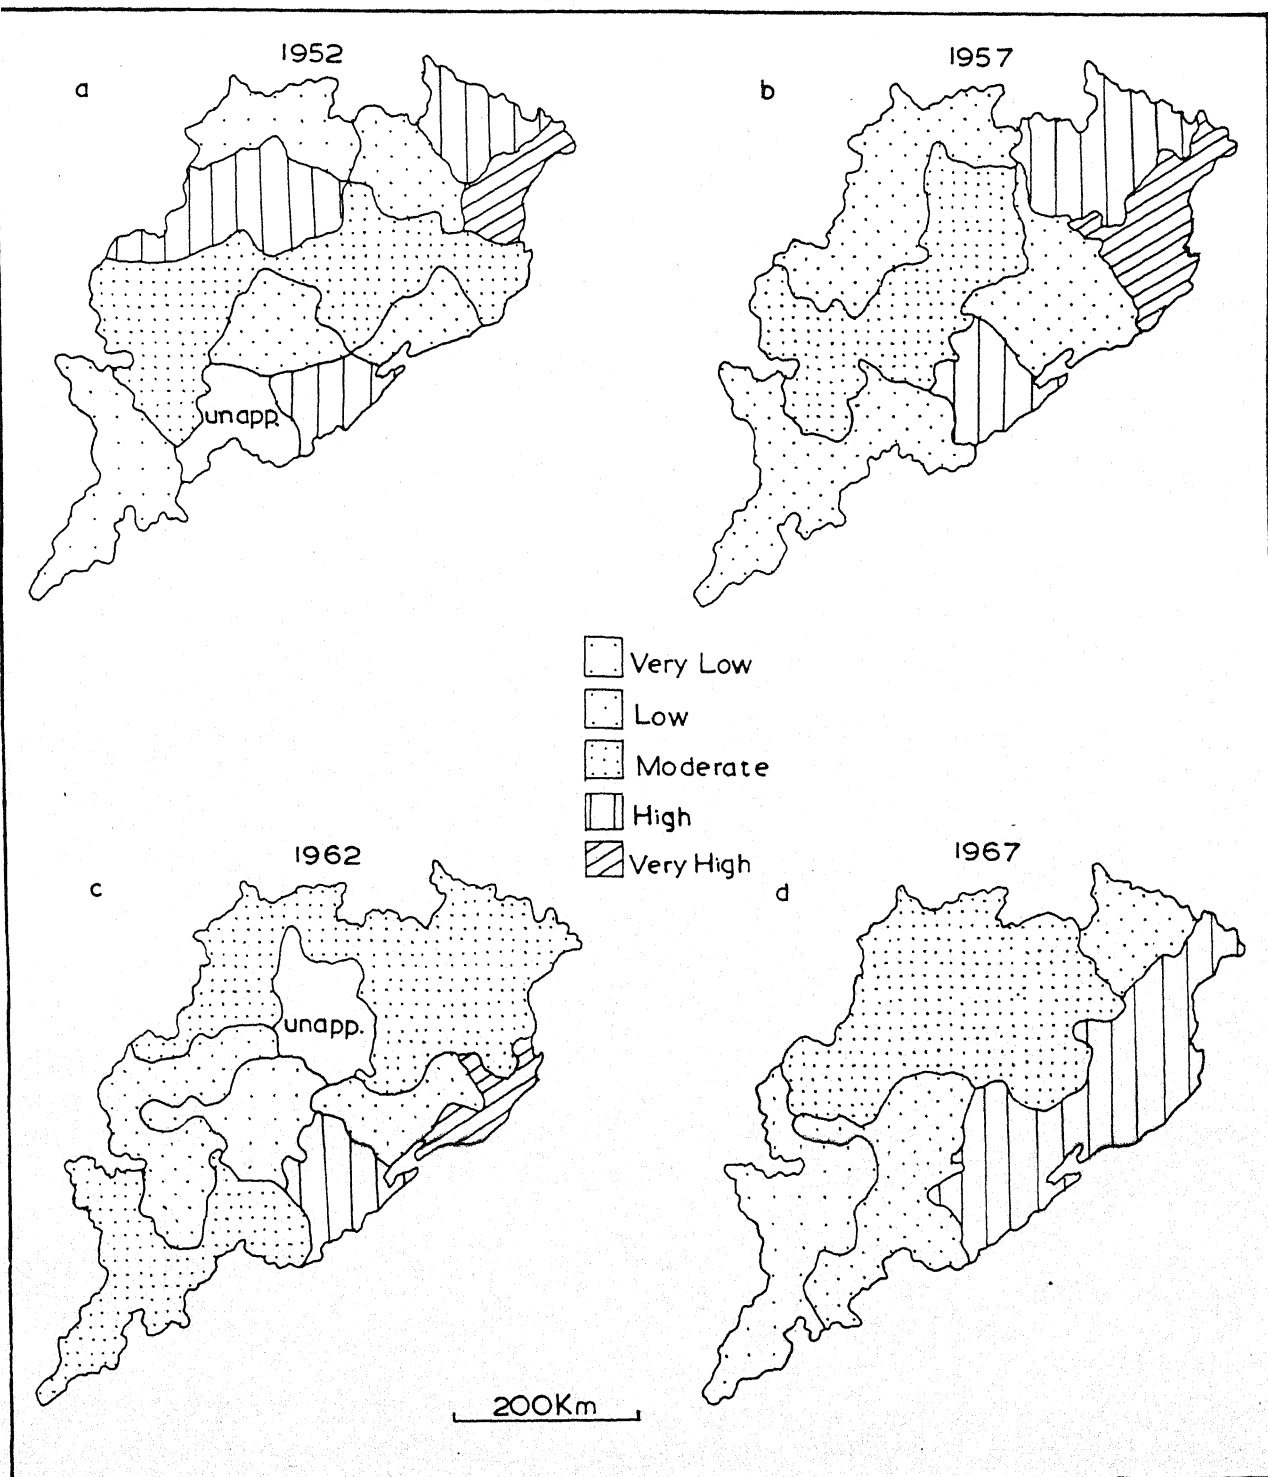 1952
a
1957
b
unapp.
Very Low
Low
Moderate
High
Very High
1962
c
1967
d
unapp.
200Km